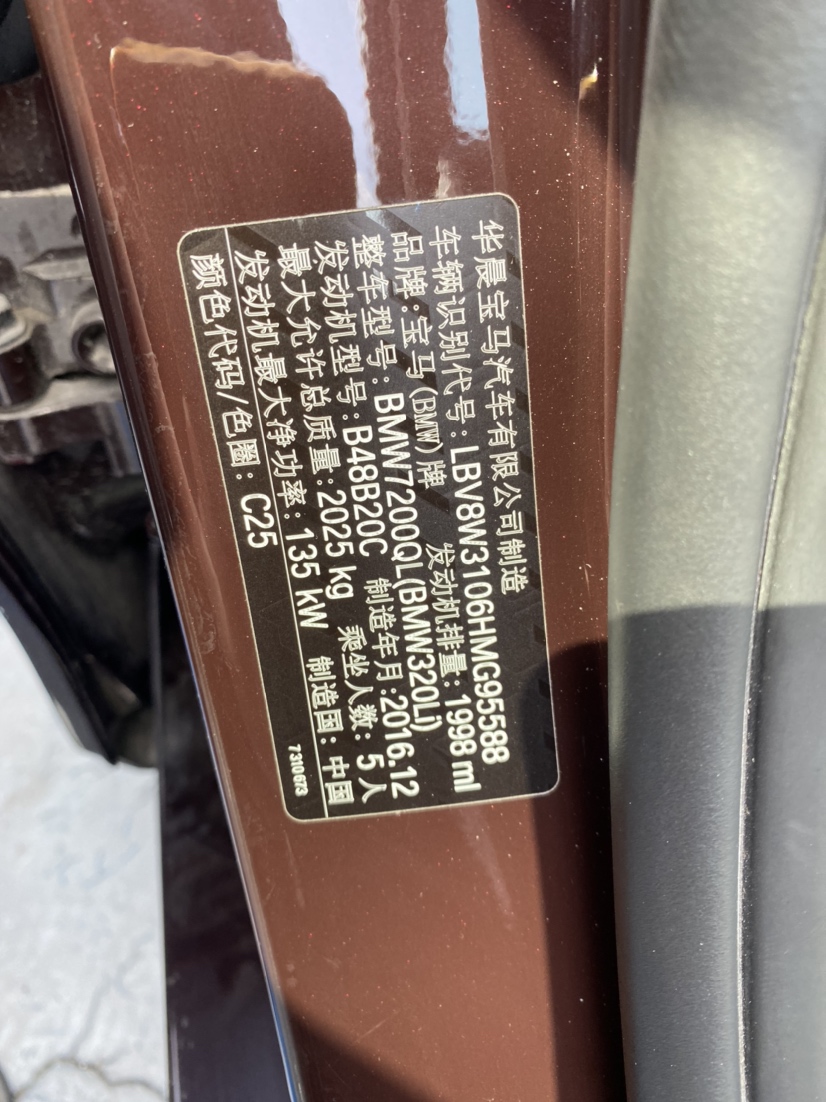 华晨宝马汽车有限公司制造
车辆识别代号:LBV8W3106HMG95588
品牌:宝马(BMW)牌 发动机排量:1998 ml
整车型号:BMW7200QL(BMW320Li)
发动机型号:B48B20C 制造年月:2016.12
最大允许总质量:2025 kg 乘坐人数:5人
发动机最大净功率:135 kW 制造国:中国
颜色代码/色圈:C25
7310673